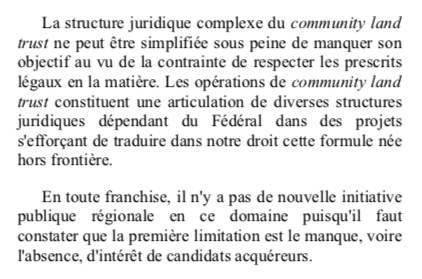 La structure juridique complexe du community land
trust ne peut être simplifiée sous peine de manquer son
objectif au vu de la contrainte de respecter les prescrits
légaux en la matière. Les opérations de community land
trust constituent une articulation de diverses structures
juridiques dépendant du Fédéral dans des projets
s'efforçant de traduire dans notre droit cette formule née
hors frontière.
En toute franchise, il n'y a pas de nouvelle initiative
publique régionale en ce domaine puisqu'il faut
constater que la première limitation est le manque, voire
l'absence, d'intérêt de candidats acquéreurs.